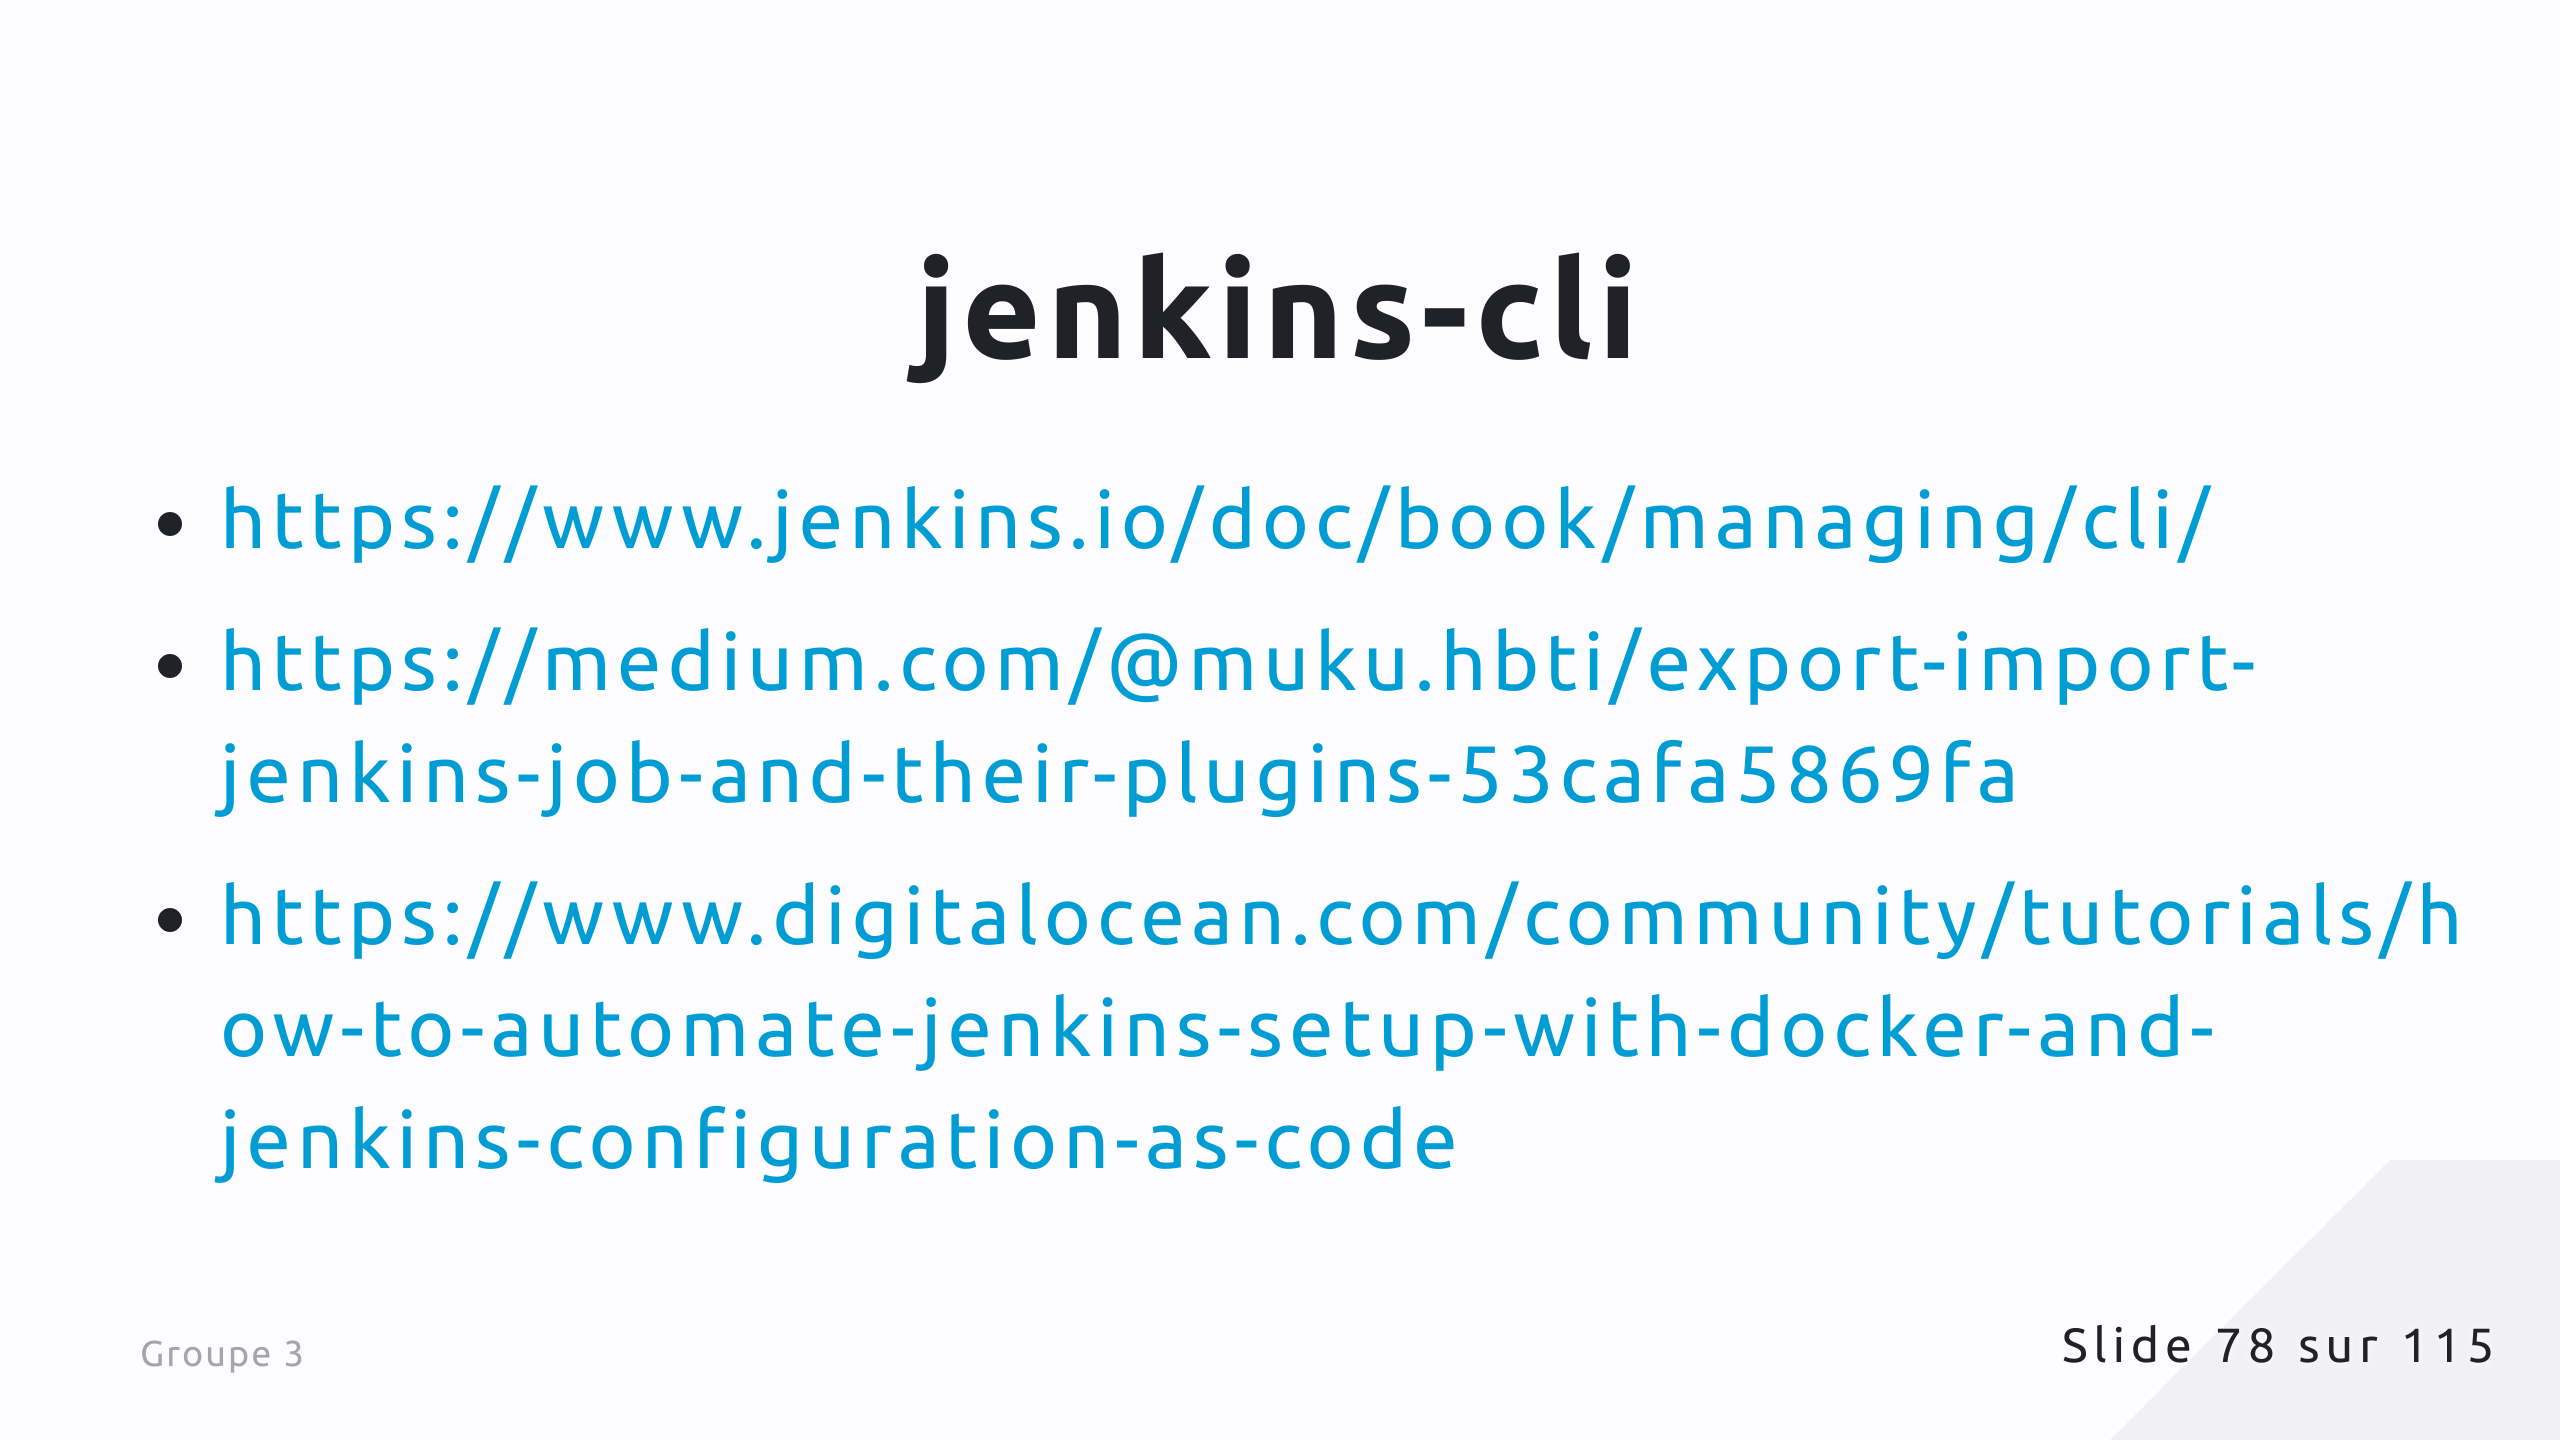 jenkins-cli
• https://www.jenkins.io/doc/book/managing/cli/
• https://medium.com/@muku.hbti/export-import-
jenkins-job-and-their-plugins-53cafa5869fa
• https://www.digitalocean.com/community/tutorials/h
ow-to-automate-jenkins-setup-with-docker-and-
jenkins-configuration-as-code
Groupe 3
Slide 78 sur 115